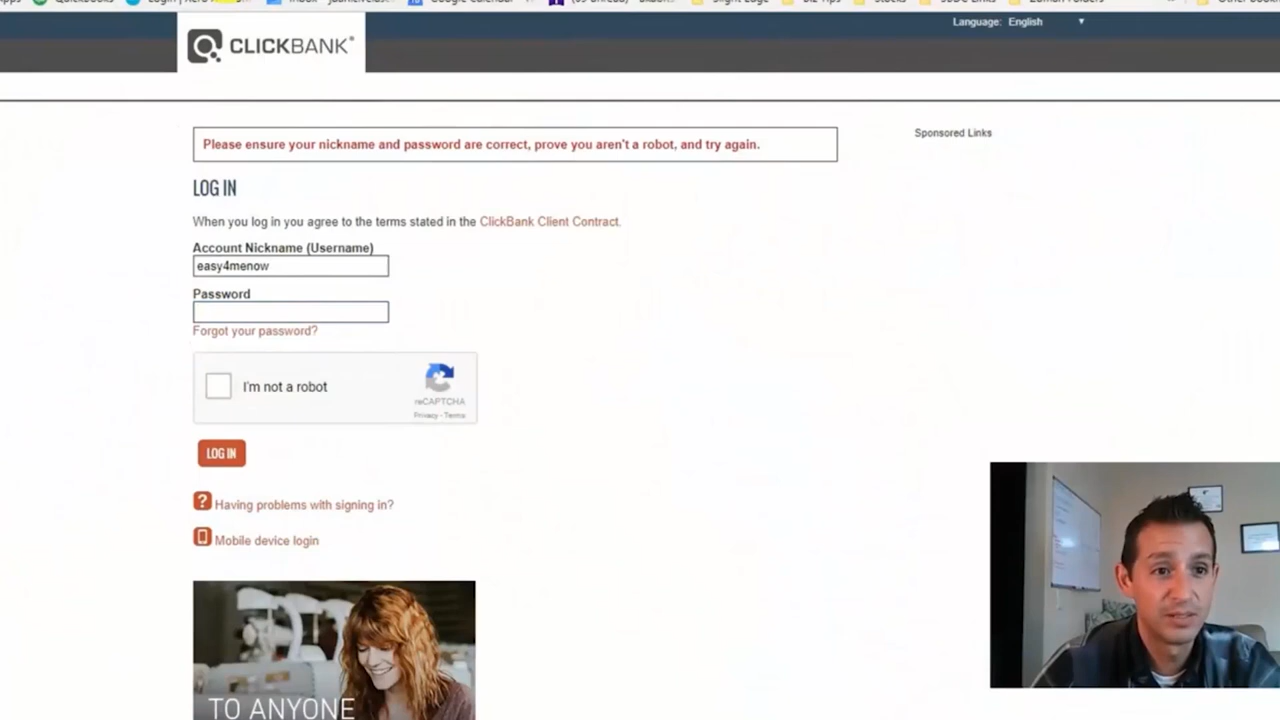 QuickBooks
Language: English
CLICKBANK®
Please ensure your nickname and password are correct, prove you aren't a robot, and try again.
Sponsored Links
LOG IN
When you log in you agree to the terms stated in the ClickBank Client Contract.
Account Nickname (Username)
easy4menow
Password
Forgot your password?
I'm not a robot
reCAPTCHA
Privacy - Terms
LOG IN
? Having problems with signing in?
Mobile device login
TO ANYONE